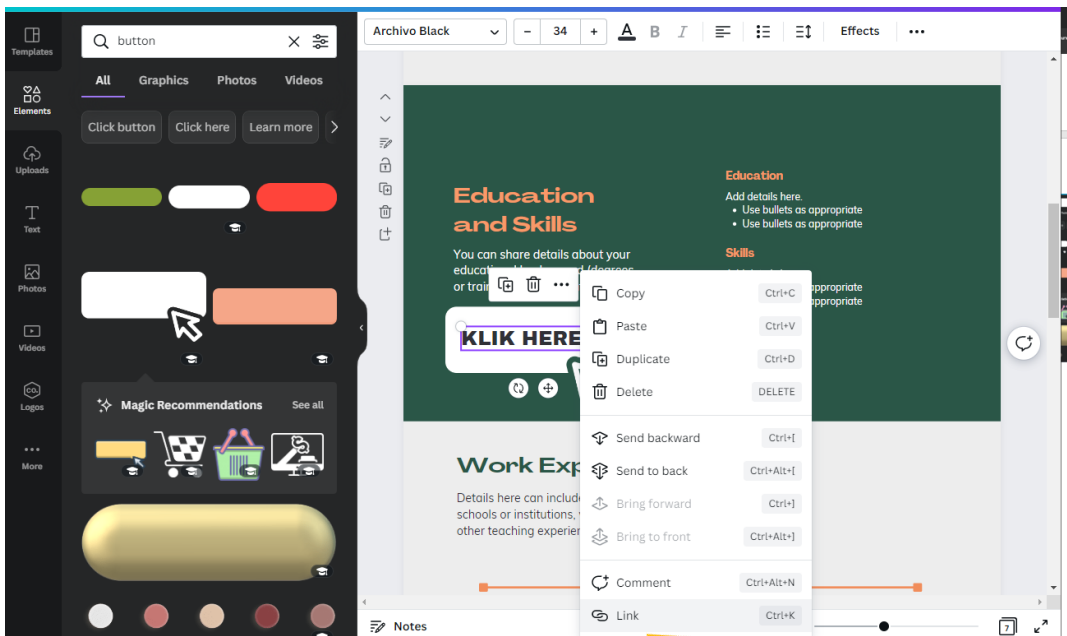 Templates
Elements
Uploads
Text
Photos
Videos
Logos
More
button
All Graphics Photos Videos
Click button Click here Learn more
Magic Recommendations See all
Archivo Black - 34 + A B I Effects
Education
and Skills
You can share details about your
Education
Add details here.
• Use bullets as appropriate
• Use bullets as appropriate
Skills
appropriate
appropriate
KLIK HERE
Copy Ctrl+C
Paste Ctrl+V
Duplicate Ctrl+D
Delete DELETE
Send backward Ctrl+[
Send to back Ctrl+Alt+[
Bring forward Ctrl+]
Bring to front Ctrl+Alt+]
Comment Ctrl+Alt+N
Link Ctrl+K
Work Exp
Details here can include
schools or institutions,
other teaching experien
Notes
7